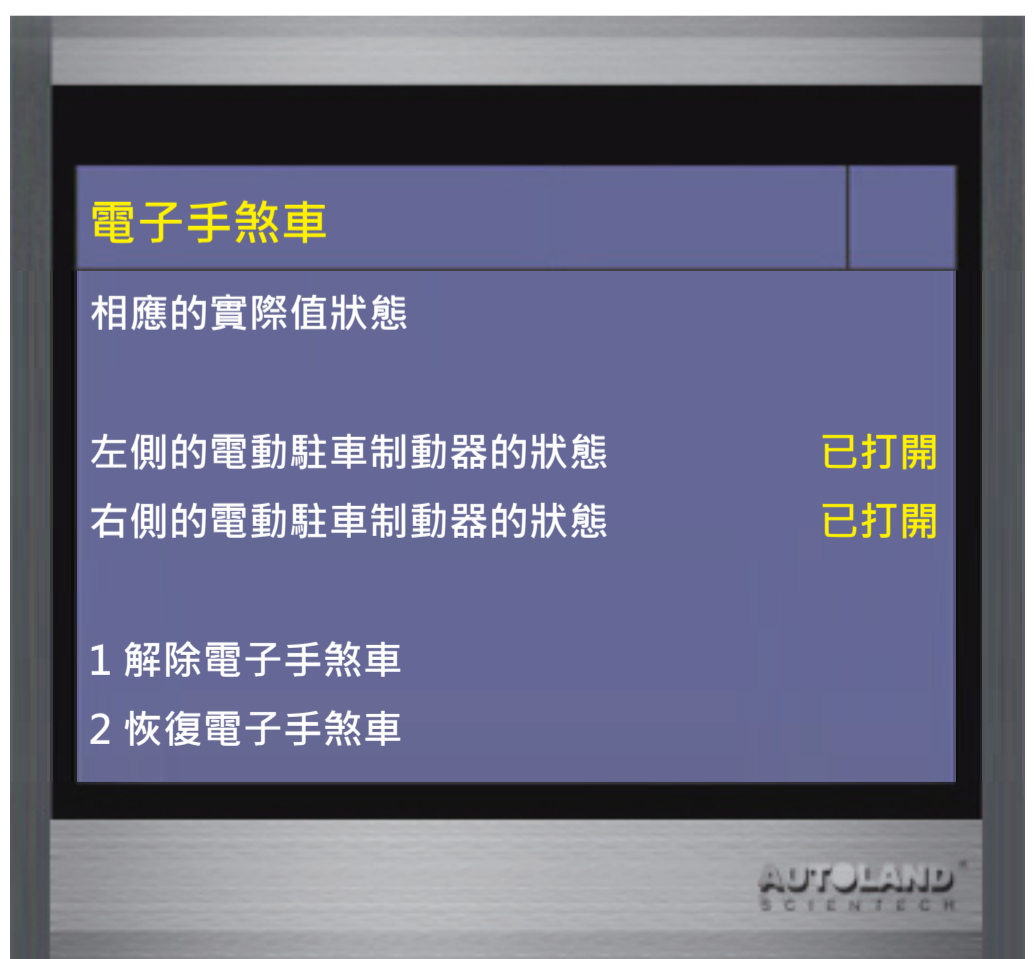 電子手煞車
相應的實際值狀態
左側的電動駐車制動器的狀態 已打開
右側的電動駐車制動器的狀態 已打開
1 解除電子手煞車
2 恢復電子手煞車
AUTOLAND
SCIENTECH